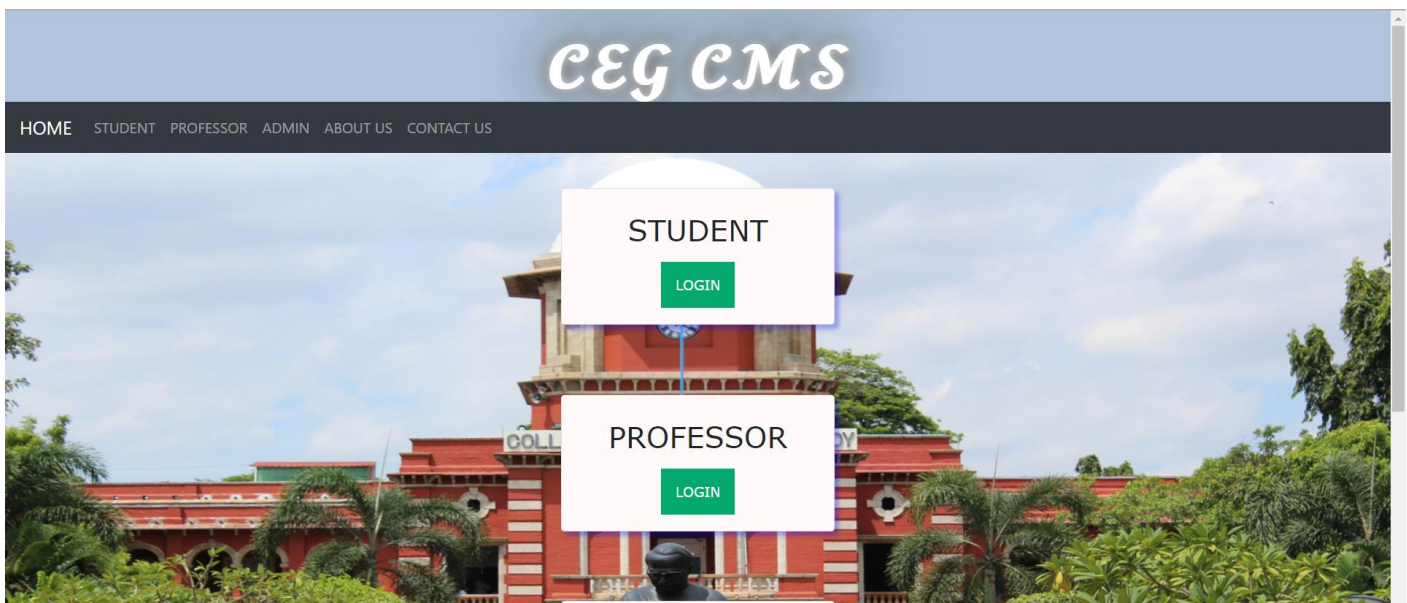 CEG CMS
HOME STUDENT PROFESSOR ADMIN ABOUT US CONTACT US
STUDENT
LOGIN
PROFESSOR
LOGIN